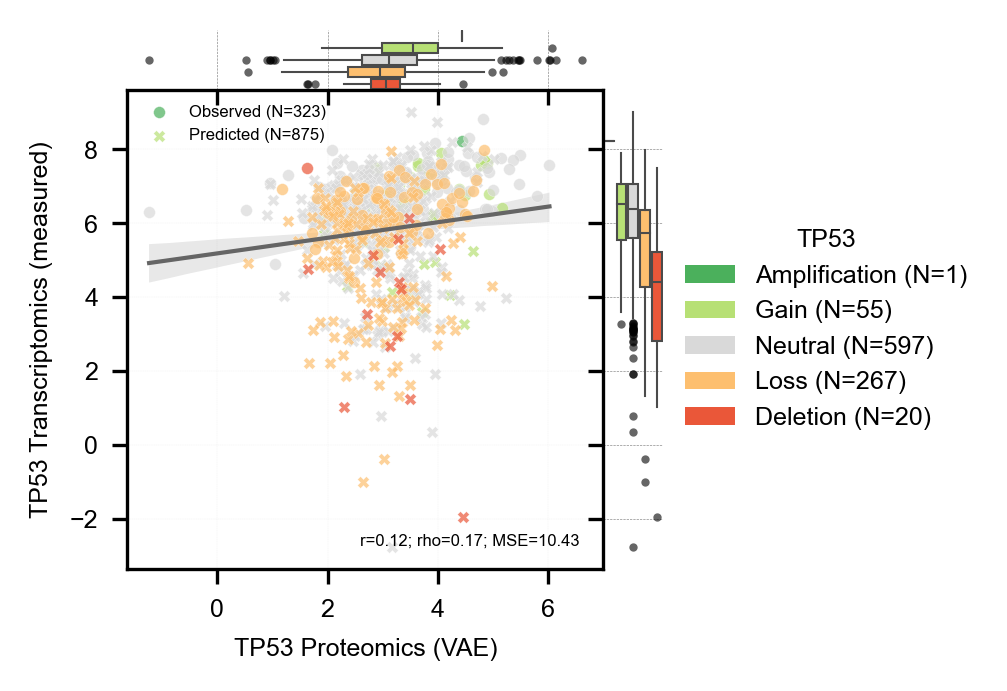 Observed (N=323)
Predicted (N=875)
8
6
4
2
0
−2
TP53 Transcriptomics (measured)
r=0.12; rho=0.17; MSE=10.43
0 2 4 6
TP53 Proteomics (VAE)
TP53
Amplification (N=1)
Gain (N=55)
Neutral (N=597)
Loss (N=267)
Deletion (N=20)